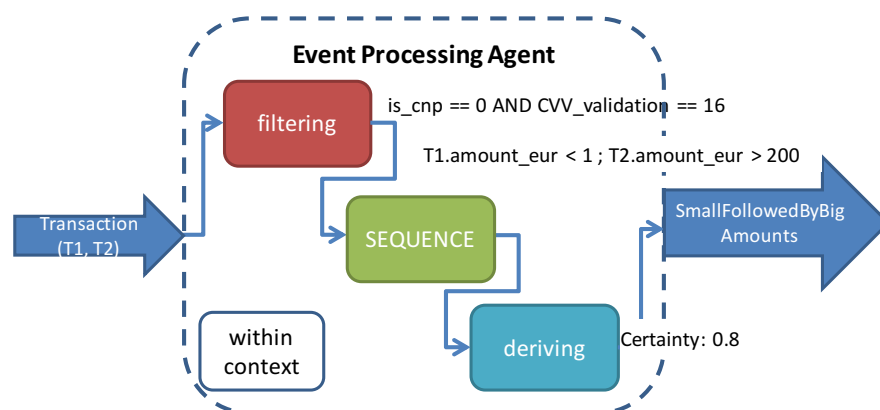 Event Processing Agent
filtering
is_cnp == 0 AND CVV_validation == 16
T1.amount_eur < 1 ; T2.amount_eur > 200
Transaction
(T1, T2)
SEQUENCE
SmallFollowedByBig
Amounts
within
context
deriving
Certainty: 0.8